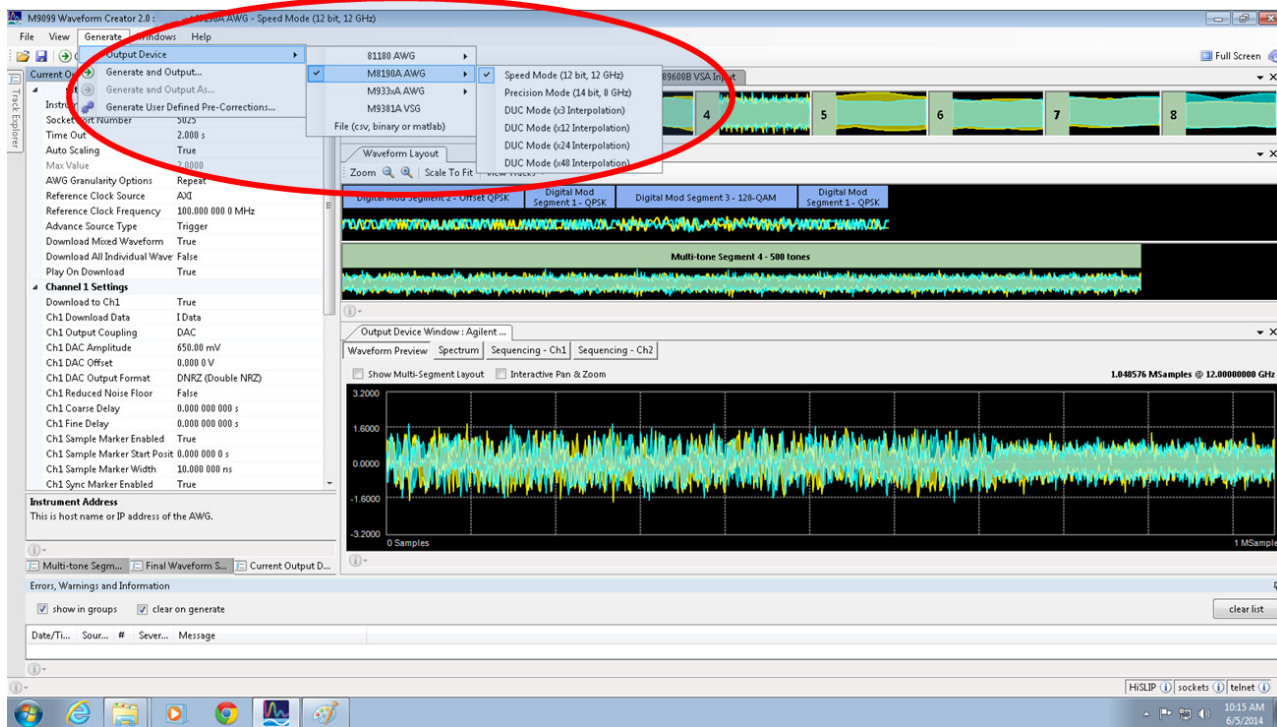 M9099 Waveform Creator 2.0 : AWG - Speed Mode (12 bit, 12 GHz)
File View Generate Windows Help
Full Screen
Output Device
Generate and Output...
Generate and Output As...
Generate User Defined Pre-Corrections...
81180 AWG
M8190A AWG
M933xA AWG
M9381A VSG
File (csv, binary or matlab)
Speed Mode (12 bit, 12 GHz)
Precision Mode (14 bit, 8 GHz)
DUC Mode (x3 Interpolation)
DUC Mode (x12 Interpolation)
DUC Mode (x24 Interpolation)
DUC Mode (x48 Interpolation)
89600B VSA Input
4 5 6 7 8
Track Explorer
Socket Port Number 5025
Time Out 2.000 s
Auto Scaling True
Max Value 2.0000
AWG Granularity Options Repeat
Reference Clock Source AXI
Reference Clock Frequency 100.000 000 0 MHz
Advance Source Type Trigger
Download Mixed Waveform True
Download All Individual Wave False
Play On Download True
Channel 1 Settings
Download to Ch1 True
Ch1 Download Data I Data
Ch1 Output Coupling DAC
Ch1 DAC Amplitude 650.00 mV
Ch1 DAC Offset 0.000 0 V
Ch1 DAC Output Format DNRZ (Double NRZ)
Ch1 Reduced Noise Floor False
Ch1 Coarse Delay 0.000 000 000 s
Ch1 Fine Delay 0.000 000 000 s
Ch1 Sample Marker Enabled True
Ch1 Sample Marker Start Posit 0.000 000 0 s
Ch1 Sample Marker Width 10.000 000 ns
Ch1 Sync Marker Enabled True
Instrument Address
This is host name or IP address of the AWG.
Multi-tone Segm... Final Waveform S... Current Output D...
Waveform Layout
Zoom Scale To Fit View Tracks
Digital Mod Segment 2 - Offset QPSK
Digital Mod
Segment 1 - QPSK
Digital Mod Segment 3 - 128-QAM
Digital Mod
Segment 1 - QPSK
Multi-tone Segment 4 - 500 tones
Output Device Window : Agilent ...
Waveform Preview Spectrum Sequencing - Ch1 Sequencing - Ch2
Show Multi-Segment Layout Interactive Pan & Zoom 1.048576 MSamples @ 12.00000000 GHz
3.2000
1.6000
0.0000
-1.6000
-3.2000
0 Samples 1 MSample
Errors, Warnings and Information
show in groups clear on generate clear list
Date/Ti... Sour... # Sever... Message
HiSLIP sockets telnet
10:15 AM
6/5/2014